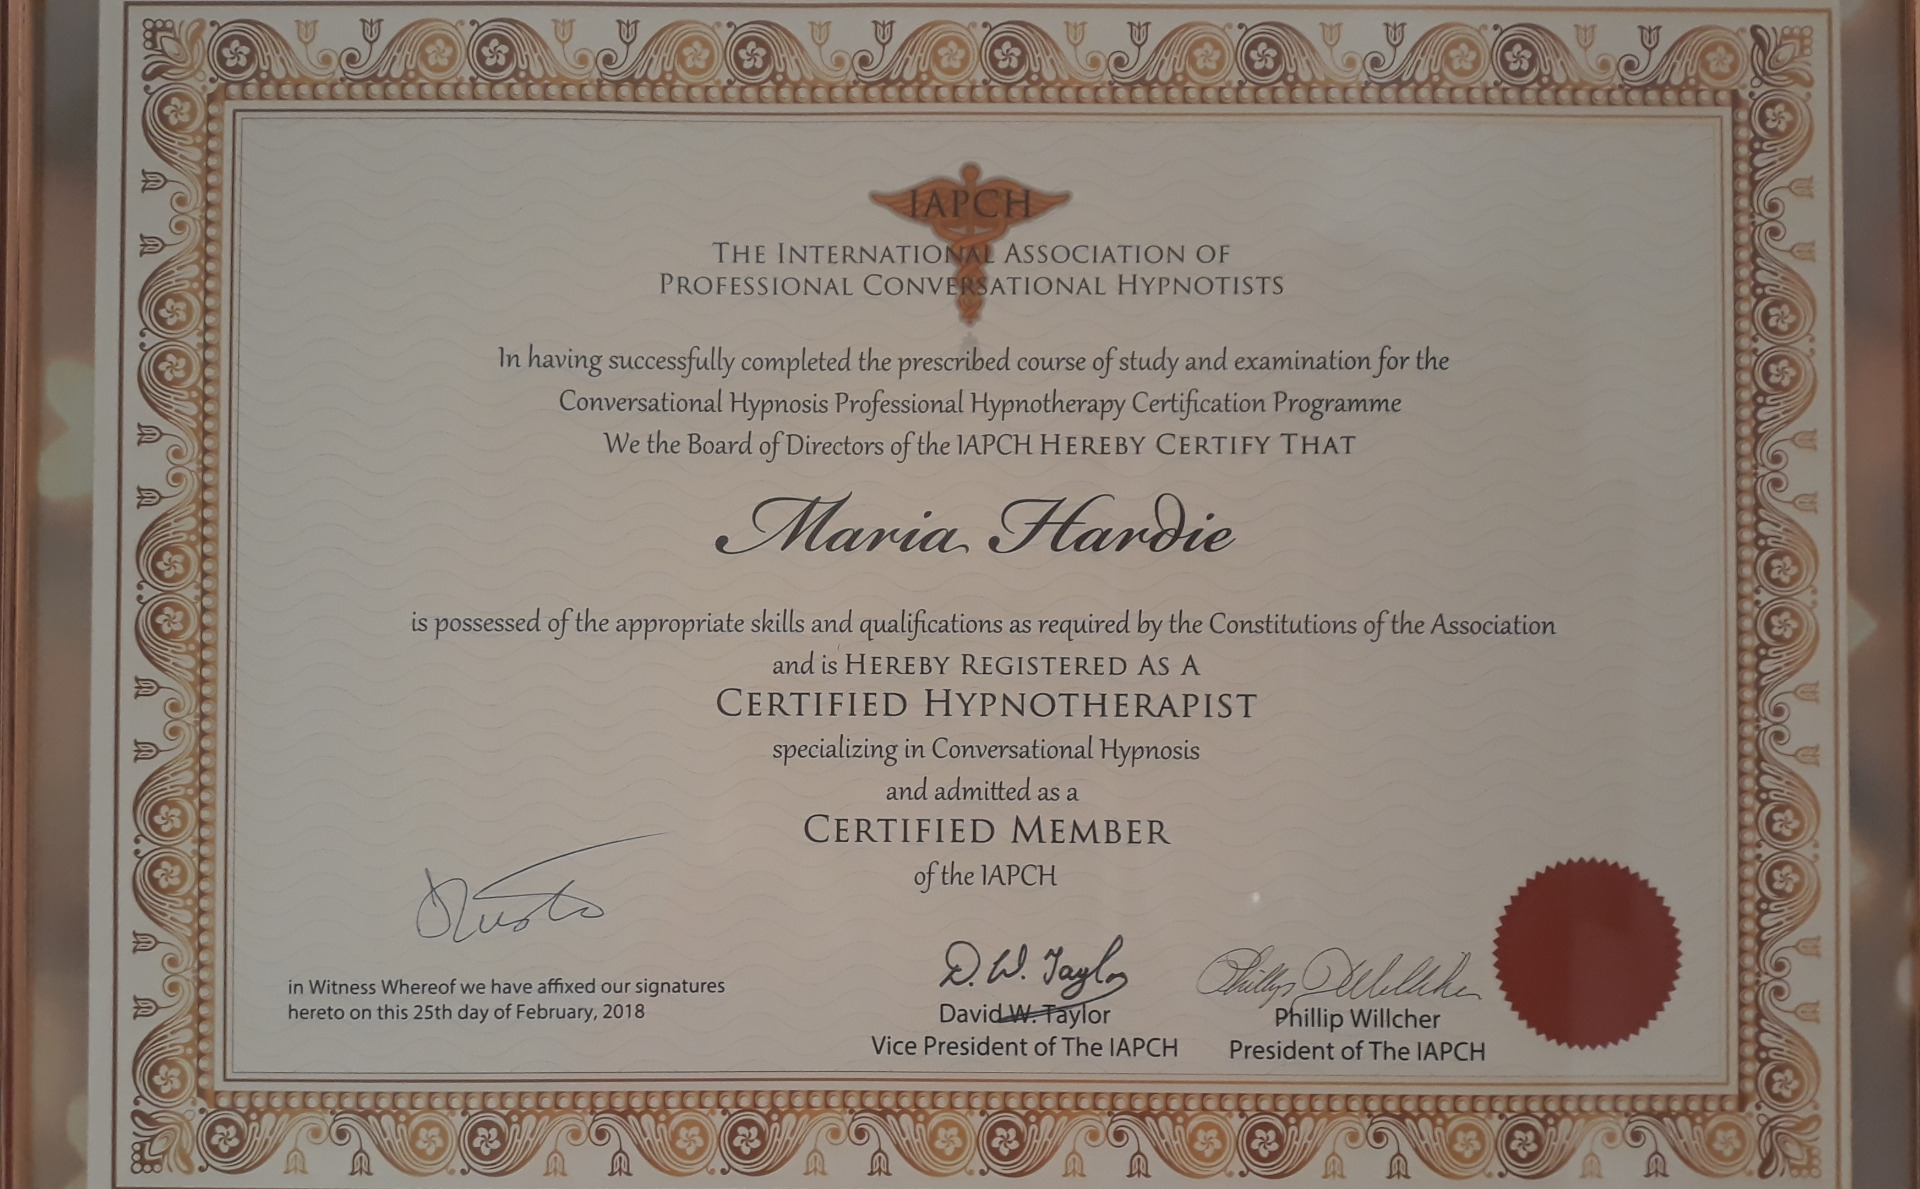 IAPCH
THE INTERNATIONAL ASSOCIATION OF
PROFESSIONAL CONVERSATIONAL HYPNOTISTS
In having successfully completed the prescribed course of study and examination for the
Conversational Hypnosis Professional Hypnotherapy Certification Programme
We the Board of Directors of the IAPCH HEREBY CERTIFY THAT
Maria Hardie
is possessed of the appropriate skills and qualifications as required by the Constitutions of the Association
and is HEREBY REGISTERED AS A
CERTIFIED HYPNOTHERAPIST
specializing in Conversational Hypnosis
and admitted as a
CERTIFIED MEMBER
of the IAPCH
in Witness Whereof we have affixed our signatures
hereto on this 25th day of February, 2018
D. W. Taylor
David W. Taylor
Vice President of The IAPCH
Phillip Willcher
President of The IAPCH